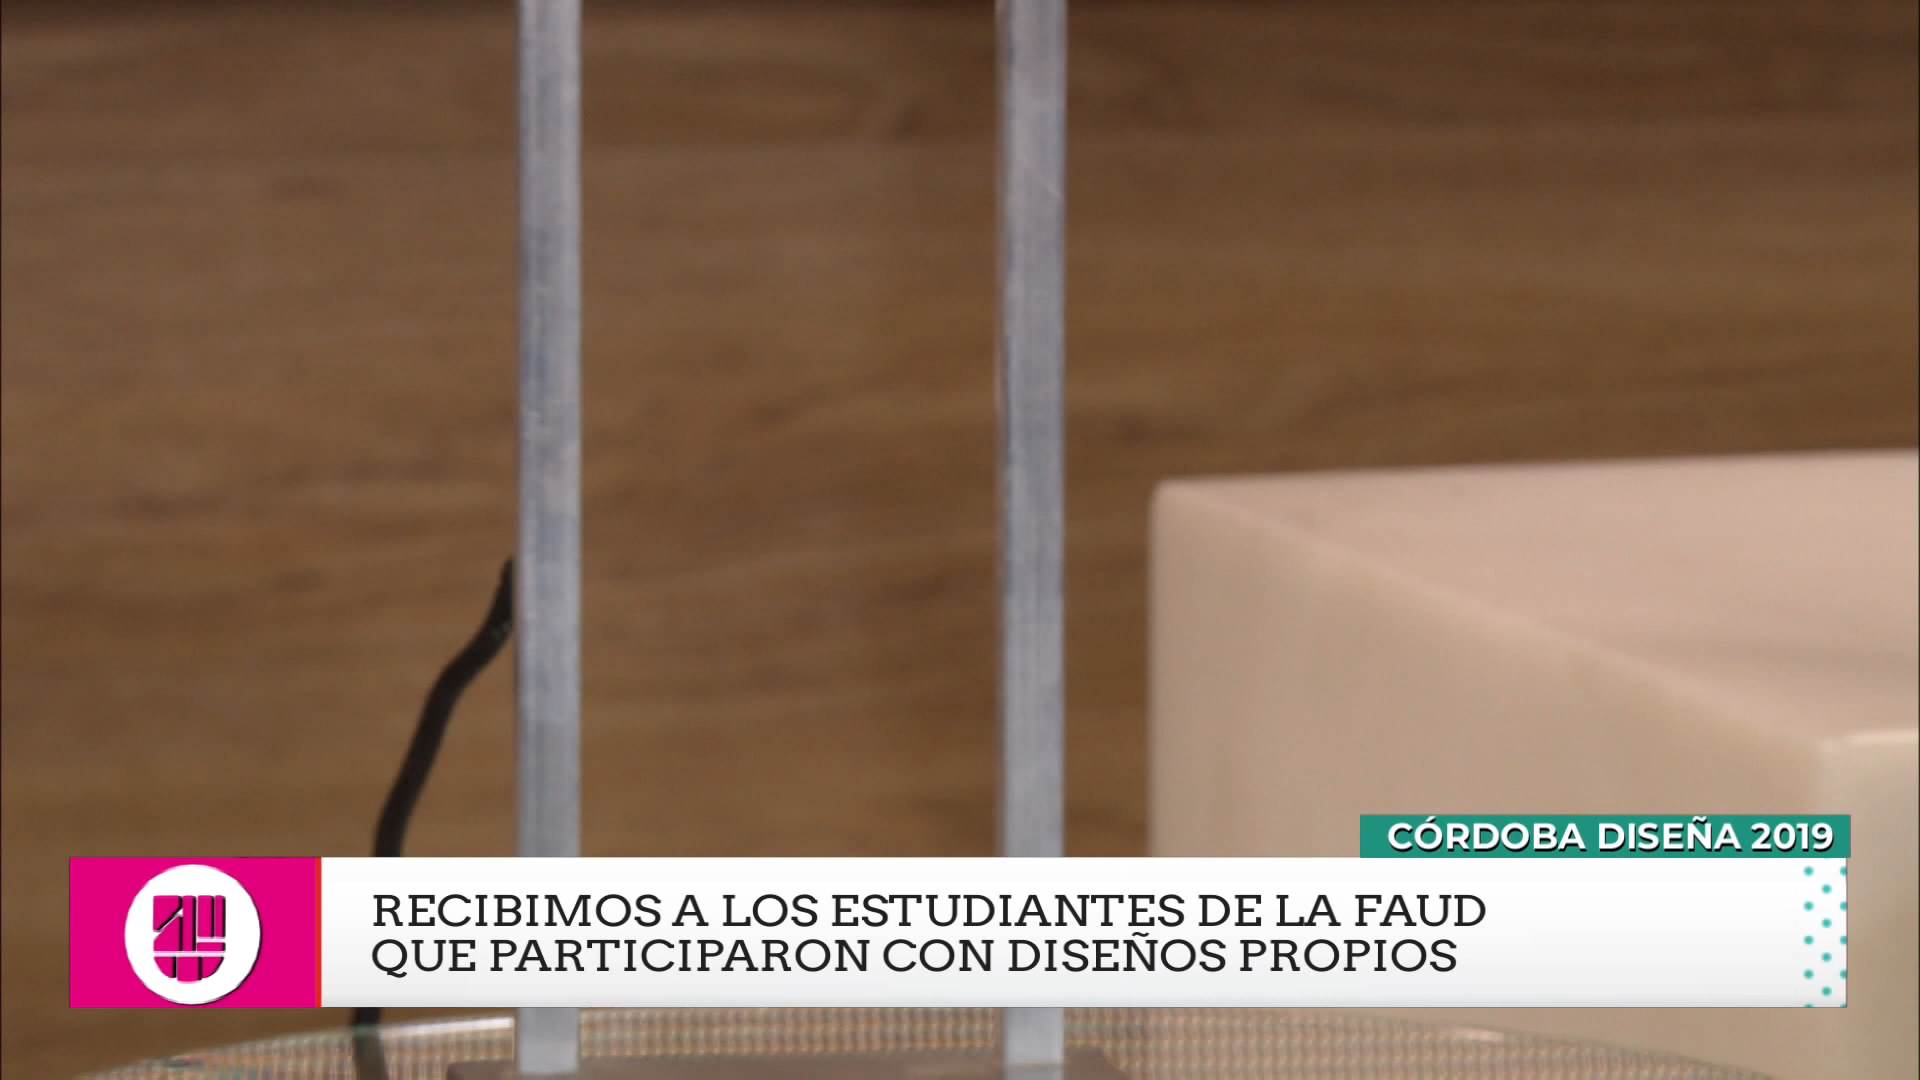 CÓRDOBA DISEÑA 2019
RECIBIMOS A LOS ESTUDIANTES DE LA FAUD
QUE PARTICIPARON CON DISEÑOS PROPIOS